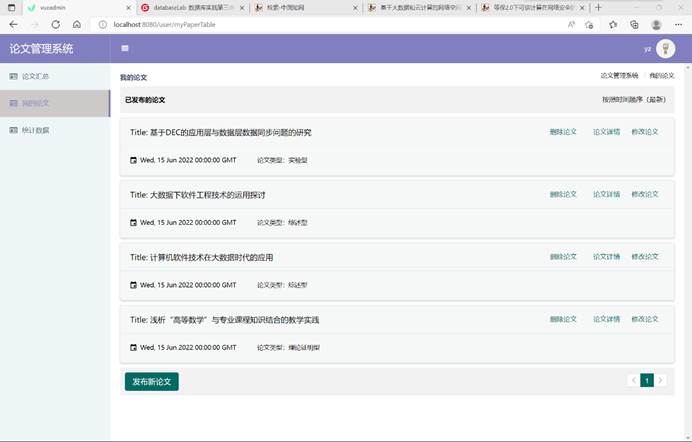 vueadmin
databaseLab 数据库实践第三
检索-中国知网
基于大数据和云计算的网络空间
等保2.0下可信计算在网络安全
localhost:8080/user/myPaperTable
论文管理系统
yz
论文汇总
我的论文
统计数据
我的论文
论文管理系统 / 我的论文
已发布的论文
按照时间顺序（最新）
Title: 基于DEC的应用层与数据层数据同步问题的研究
删除论文 论文详情 修改论文
Wed, 15 Jun 2022 00:00:00 GMT 论文类型：实验型
Title: 大数据下软件工程技术的运用探讨
删除论文 论文详情 修改论文
Wed, 15 Jun 2022 00:00:00 GMT 论文类型：综述型
Title: 计算机软件技术在大数据时代的应用
删除论文 论文详情 修改论文
Wed, 15 Jun 2022 00:00:00 GMT 论文类型：综述型
Title: 浅析“高等数学”与专业课程知识结合的教学实践
删除论文 论文详情 修改论文
Wed, 15 Jun 2022 00:00:00 GMT 论文类型：理论证明型
发布新论文
1